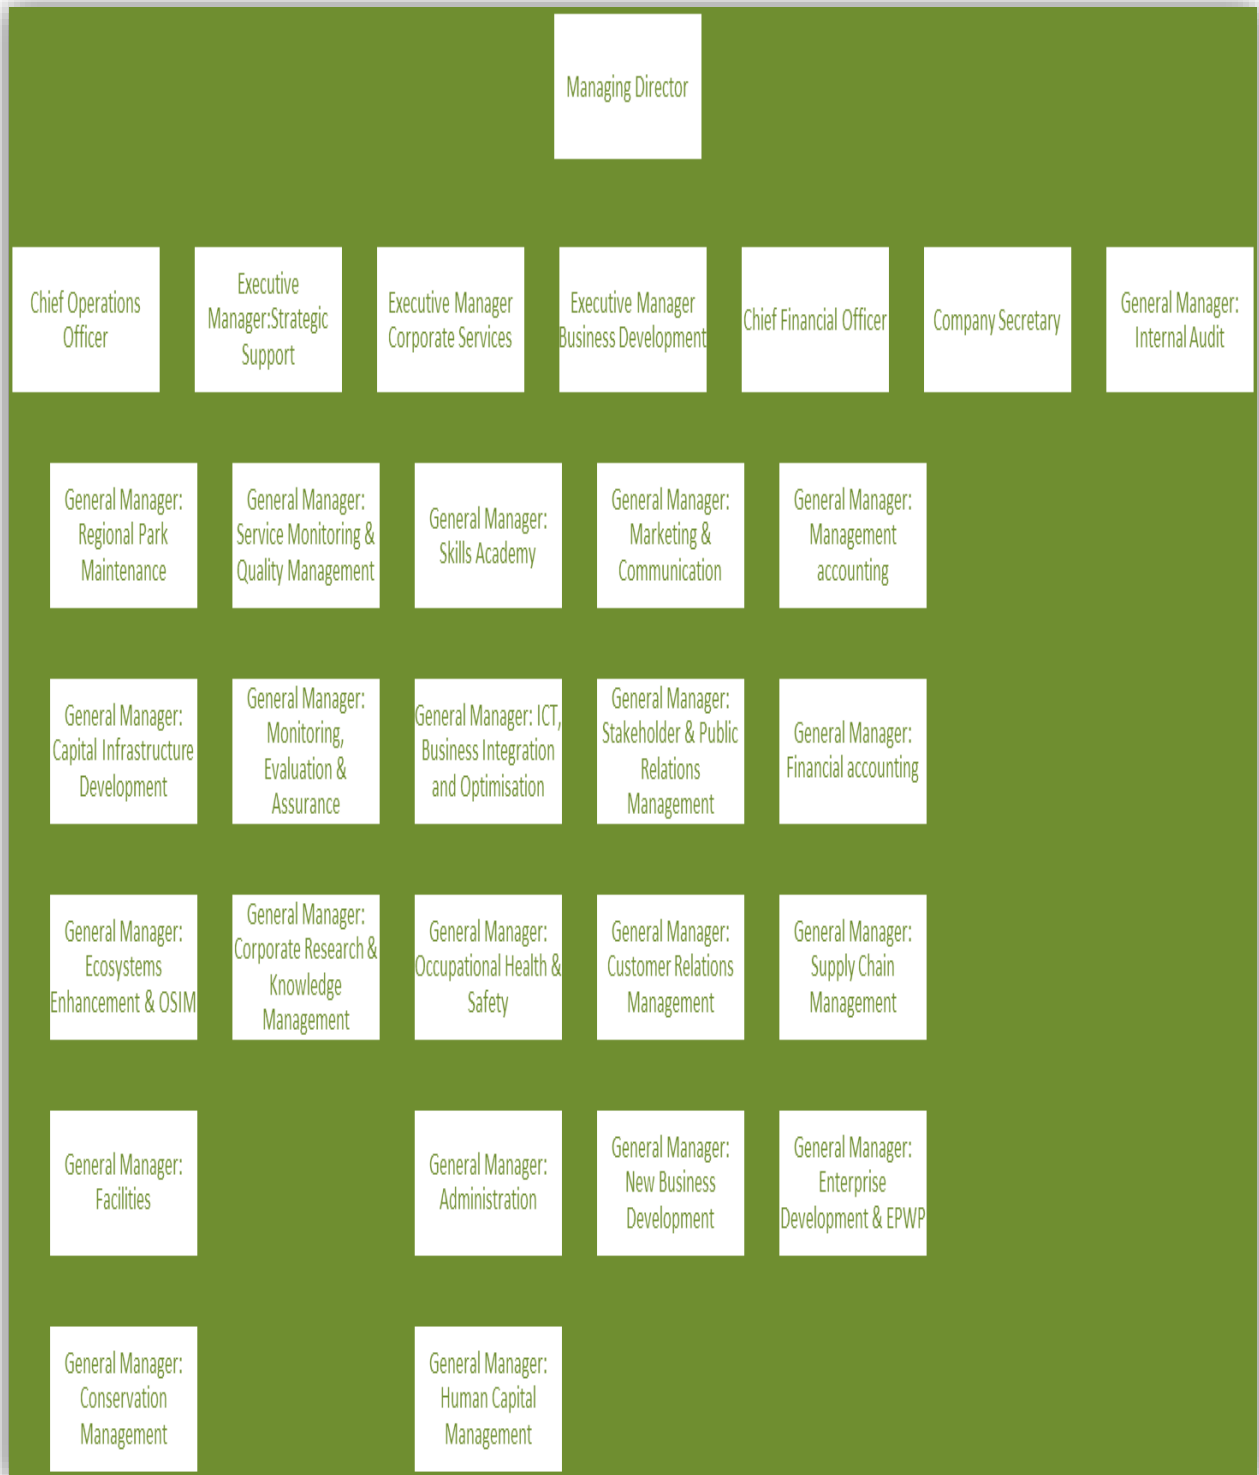 Managing Director
Chief Operations
Officer
Executive
Manager:Strategic
Support
Executive Manager
Corporate Services
Executive Manager
Business Development
Chief Financial Officer
Company Secretary
General Manager:
Internal Audit
General Manager:
Regional Park
Maintenance
General Manager:
Service Monitoring &
Quality Management
General Manager:
Skills Academy
General Manager:
Marketing &
Communication
General Manager:
Management
accounting
General Manager:
Capital Infrastructure
Development
General Manager:
Monitoring,
Evaluation &
Assurance
General Manager: ICT,
Business Integration
and Optimisation
General Manager:
Stakeholder & Public
Relations
Management
General Manager:
Financial accounting
General Manager:
Ecosystems
Enhancement & OSIM
General Manager:
Corporate Research &
Knowledge
Management
General Manager:
Occupational Health &
Safety
General Manager:
Customer Relations
Management
General Manager:
Supply Chain
Management
General Manager:
Facilities
General Manager:
Administration
General Manager:
New Business
Development
General Manager:
Enterprise
Development & EPWP
General Manager:
Conservation
Management
General Manager:
Human Capital
Management